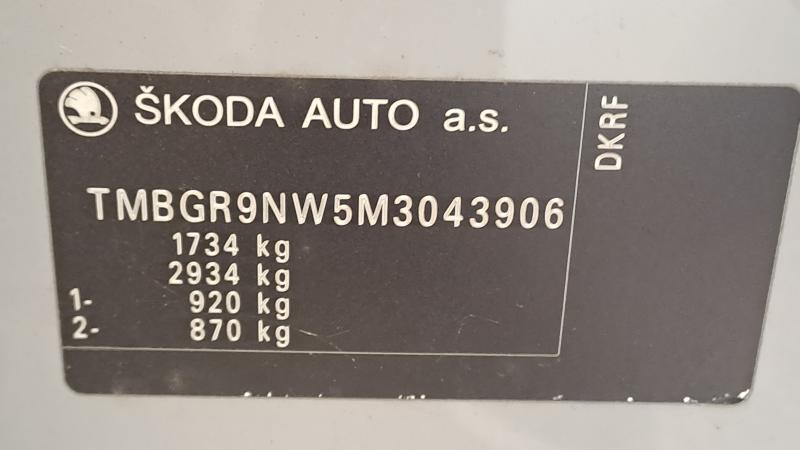 ŠKODA AUTO a.s.
DKRF
TMBGR9NW5M3043906
1734 kg
2934 kg
1- 920 kg
2- 870 kg